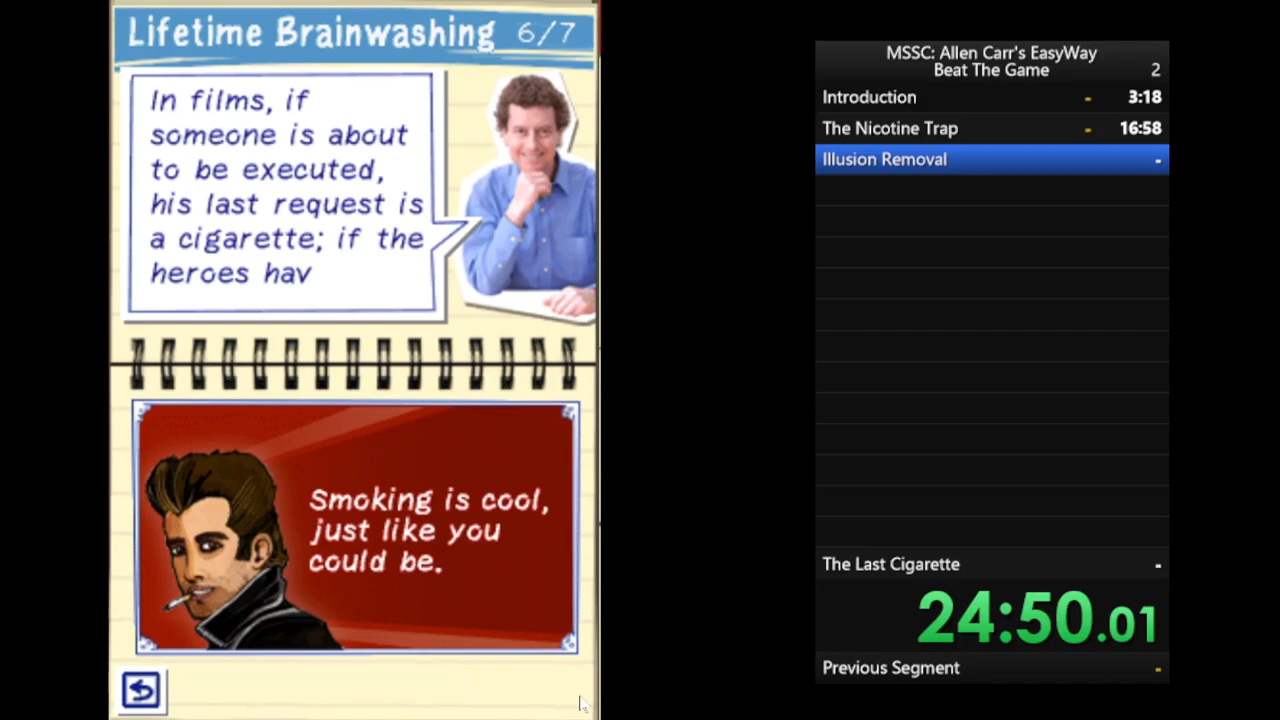 Lifetime Brainwashing 6/7
In films, if
someone is about
to be executed,
his last request is
a cigarette; if the
heroes hav
Smoking is cool,
just like you
could be.
MSSC: Allen Carr's EasyWay
Beat The Game 2
Introduction - 3:18
The Nicotine Trap - 16:58
Illusion Removal -
The Last Cigarette -
24:50.01
Previous Segment -